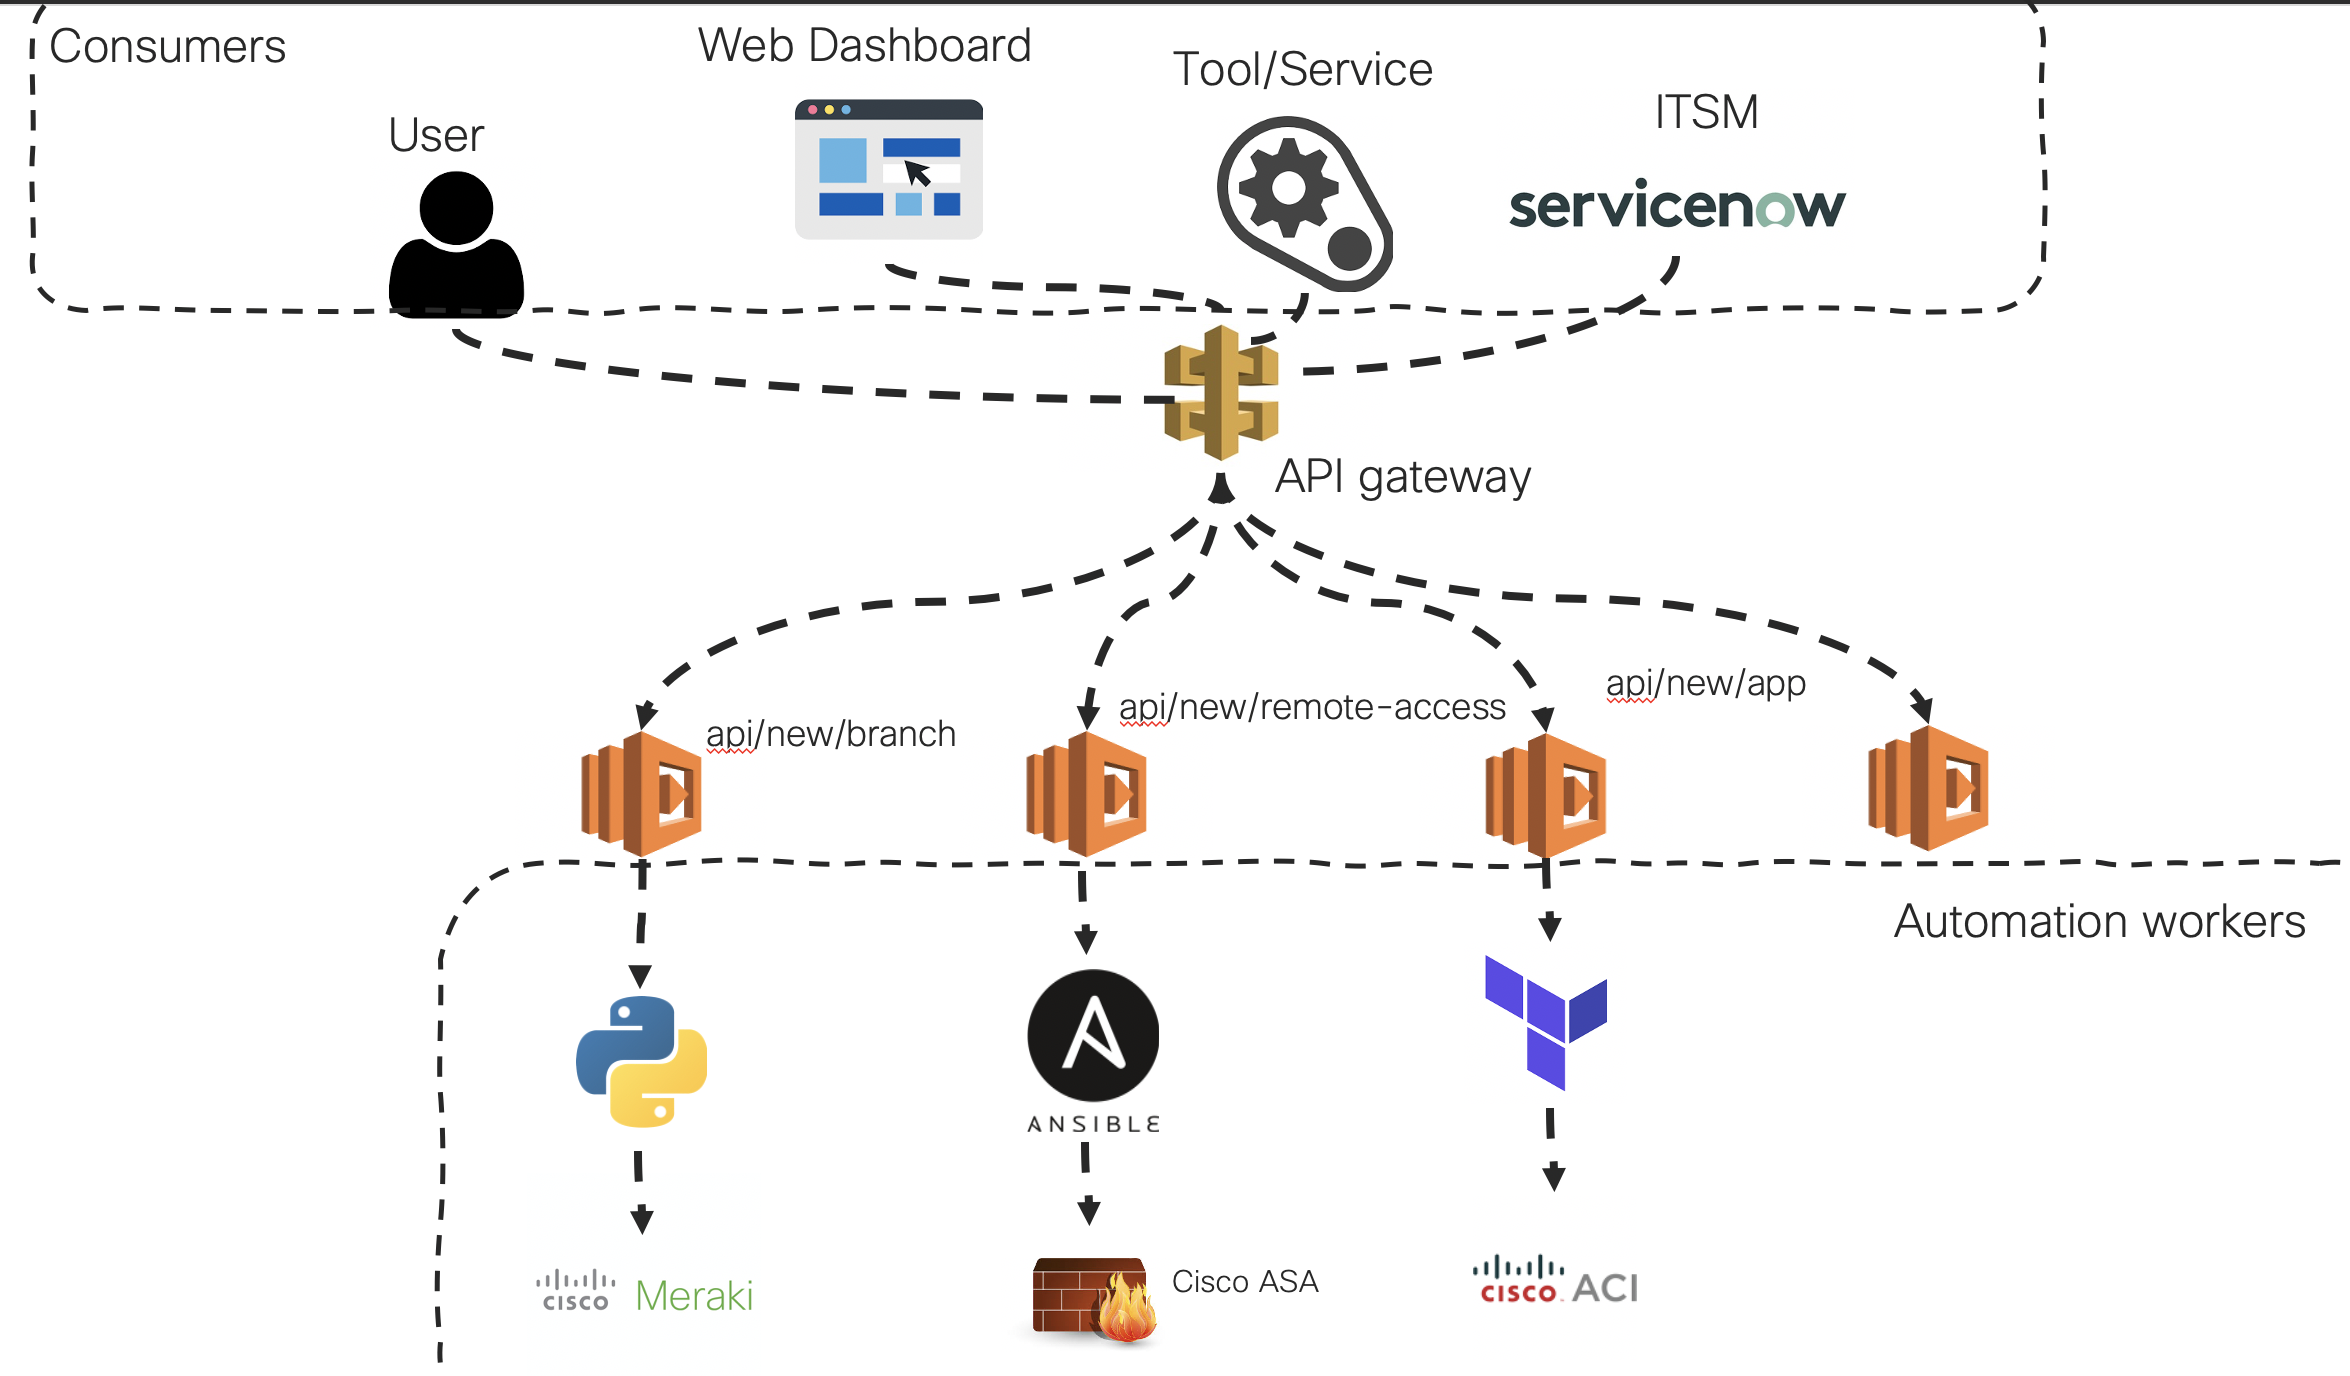 Consumers
Web Dashboard
Tool/Service
User
ITSM
servicenow
API gateway
api/new/branch
api/new/remote-access
api/new/app
Automation workers
ANSIBLE
cisco Meraki
Cisco ASA
cisco ACI